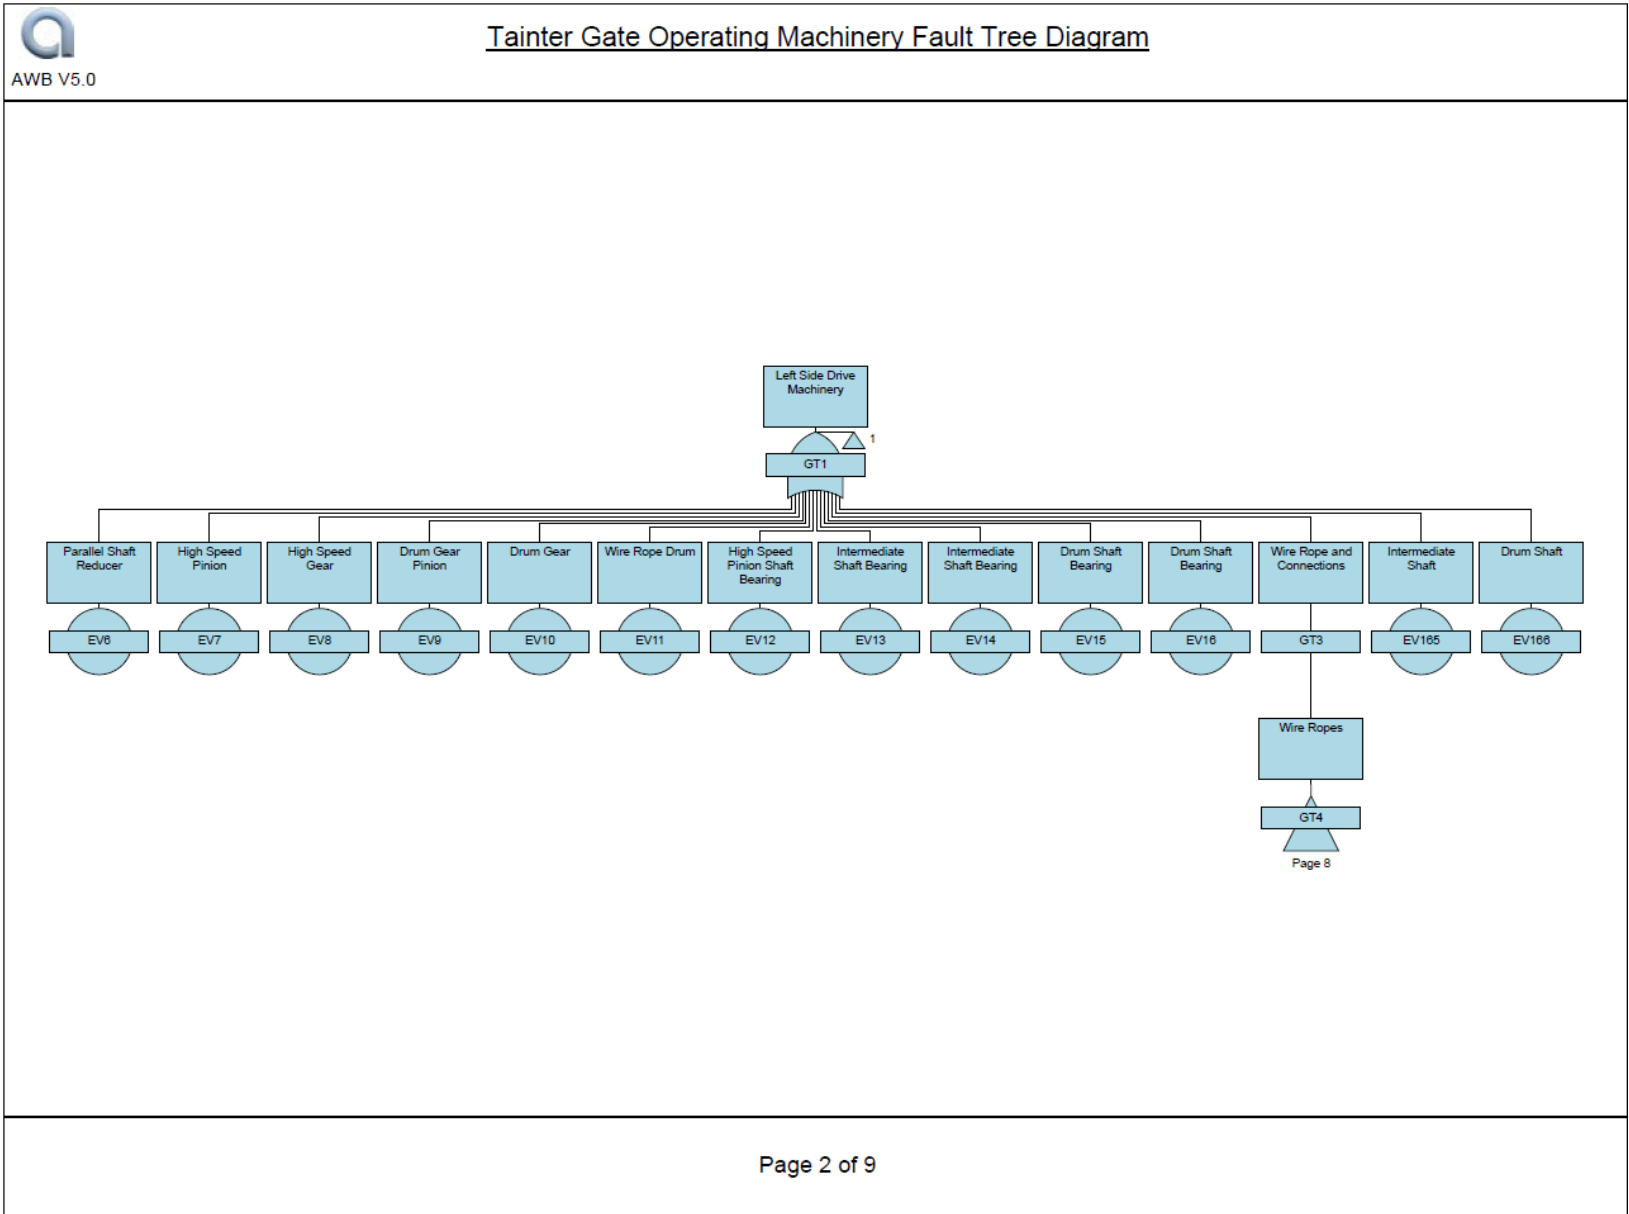 Tainter Gate Operating Machinery Fault Tree Diagram
AWB V5.0
Left Side Drive
Machinery
1
GT1
Parallel Shaft
Reducer
High Speed
Pinion
High Speed
Gear
Drum Gear
Pinion
Drum Gear
Wire Rope Drum
High Speed
Pinion Shaft
Bearing
Intermediate
Shaft Bearing
Intermediate
Shaft Bearing
Drum Shaft
Bearing
Drum Shaft
Bearing
Wire Rope and
Connections
Intermediate
Shaft
Drum Shaft
EV6
EV7
EV8
EV9
EV10
EV11
EV12
EV13
EV14
EV15
EV16
GT3
EV165
EV166
Wire Ropes
GT4
Page 8
Page 2 of 9